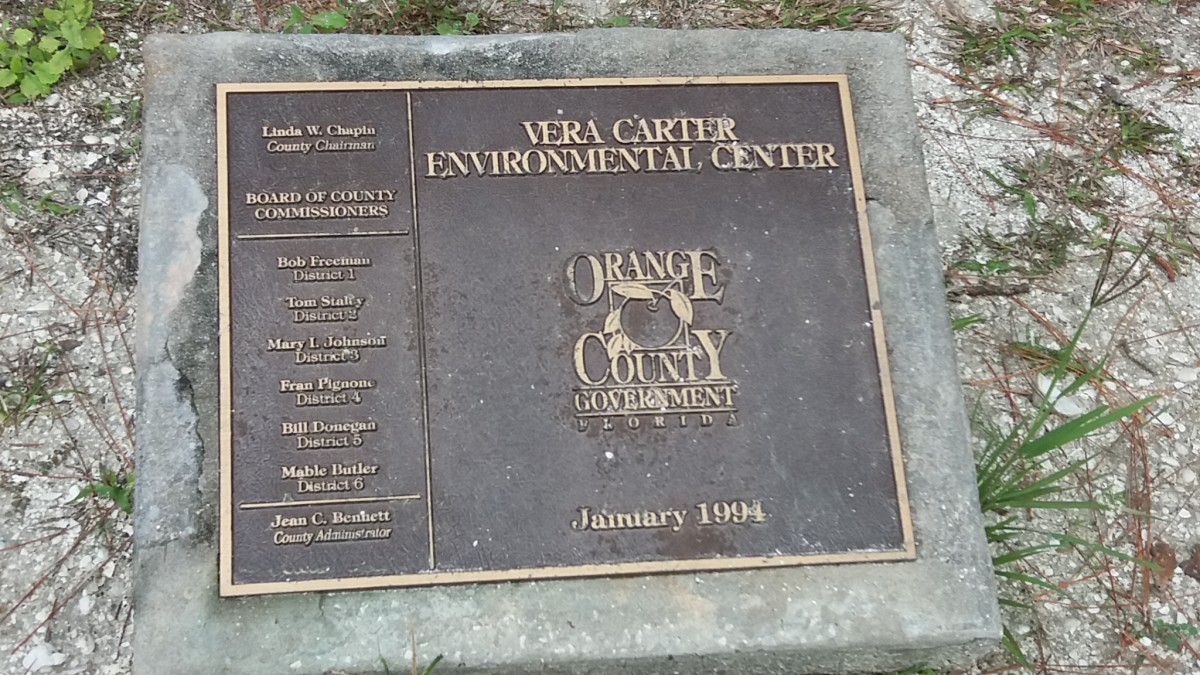 Linda W. Chapin
County Chairman
BOARD OF COUNTY
COMMISSIONERS
Bob Freeman
District 1
Tom Staley
District 2
Mary I. Johnson
District 3
Fran Pignone
District 4
Bill Donegan
District 5
Mable Butler
District 6
Jean C. Bennett
County Administrator
VERA CARTER
ENVIRONMENTAL CENTER
ORANGE
COUNTY
GOVERNMENT
FLORIDA
January 1994